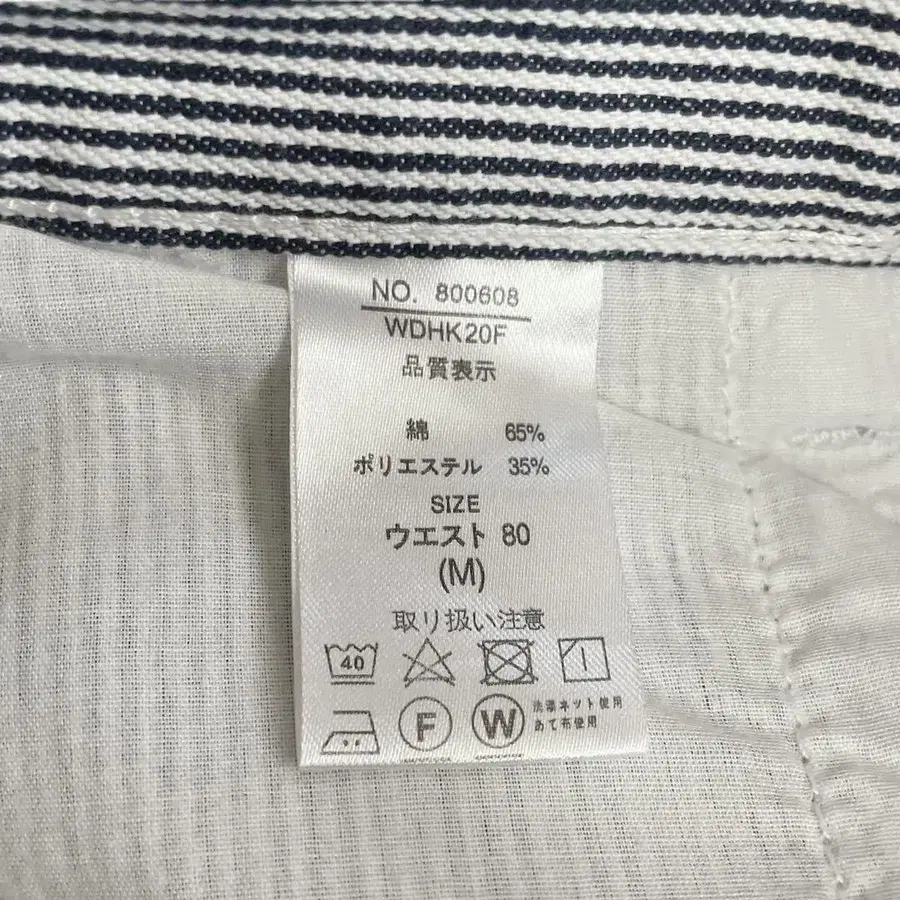 NO. 800608
WDHK20F
品質表示
綿 65%
ポリエステル 35%
SIZE
ウエスト 80
(M)
取り扱い注意
40
F W 洗濯ネット使用
あて布使用